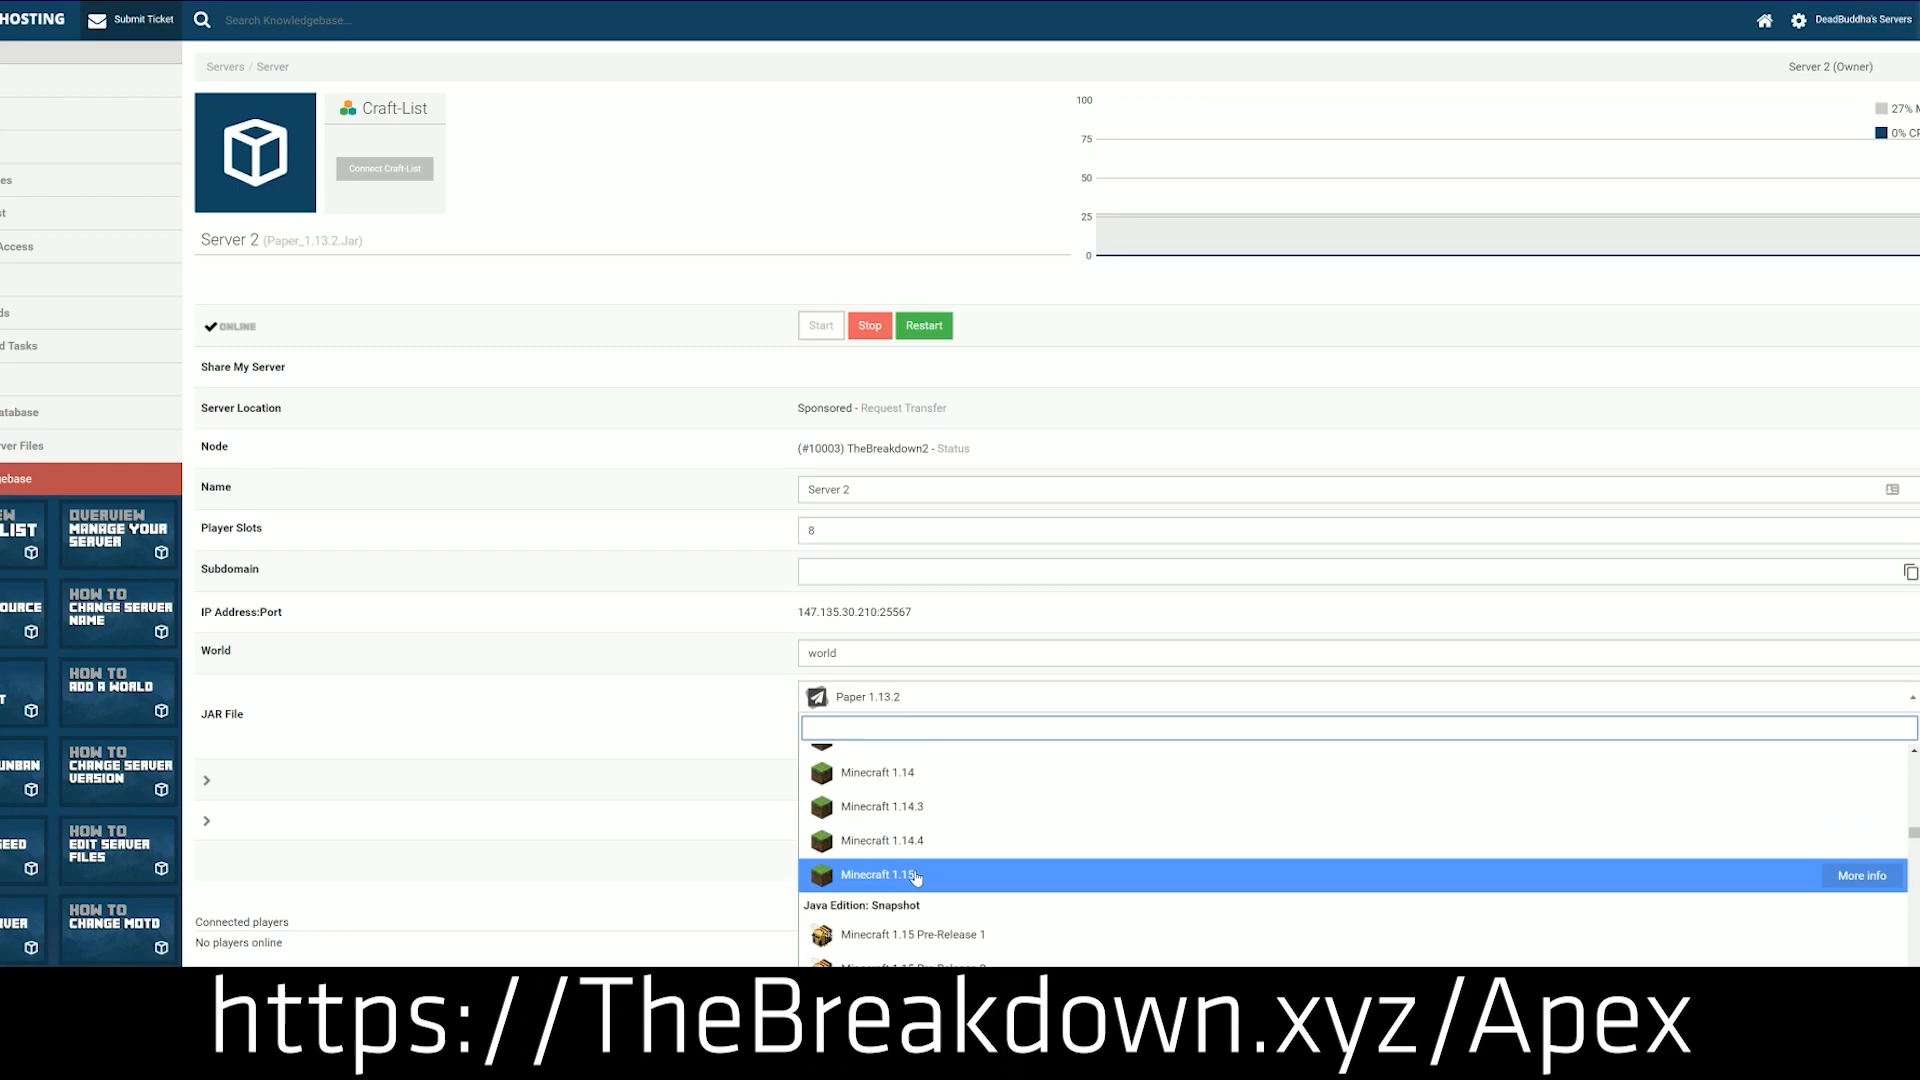 HOSTING
Submit Ticket
Search Knowledgebase...
DeadBuddha's Servers
Servers / Server
Server 2 (Owner)
es
st
Access
ds
d Tasks
atabase
ver Files
gebase
EW
LIST
OVERVIEW
MANAGE YOUR
SERVER
OURCE
HOW TO
CHANGE SERVER
NAME
T
HOW TO
ADD A WORLD
UNBAN
HOW TO
CHANGE SERVER
VERSION
SEED
HOW TO
EDIT SERVER
FILES
VER
HOW TO
CHANGE MOTD
Craft-List
Connect Craft-List
Server 2 (Paper_1.13.2.Jar)
100
75
50
25
0
27% M
0% CP
ONLINE
Start
Stop
Restart
Share My Server
Server Location
Sponsored - Request Transfer
Node
(#10003) TheBreakdown2 - Status
Name
Server 2
Player Slots
8
Subdomain
IP Address:Port
147.135.30.210:25567
World
world
JAR File
Paper 1.13.2
Minecraft 1.14
Minecraft 1.14.3
Minecraft 1.14.4
Minecraft 1.15
More info
Java Edition: Snapshot
Minecraft 1.15 Pre-Release 1
Connected players
No players online
https://TheBreakdown.xyz/Apex